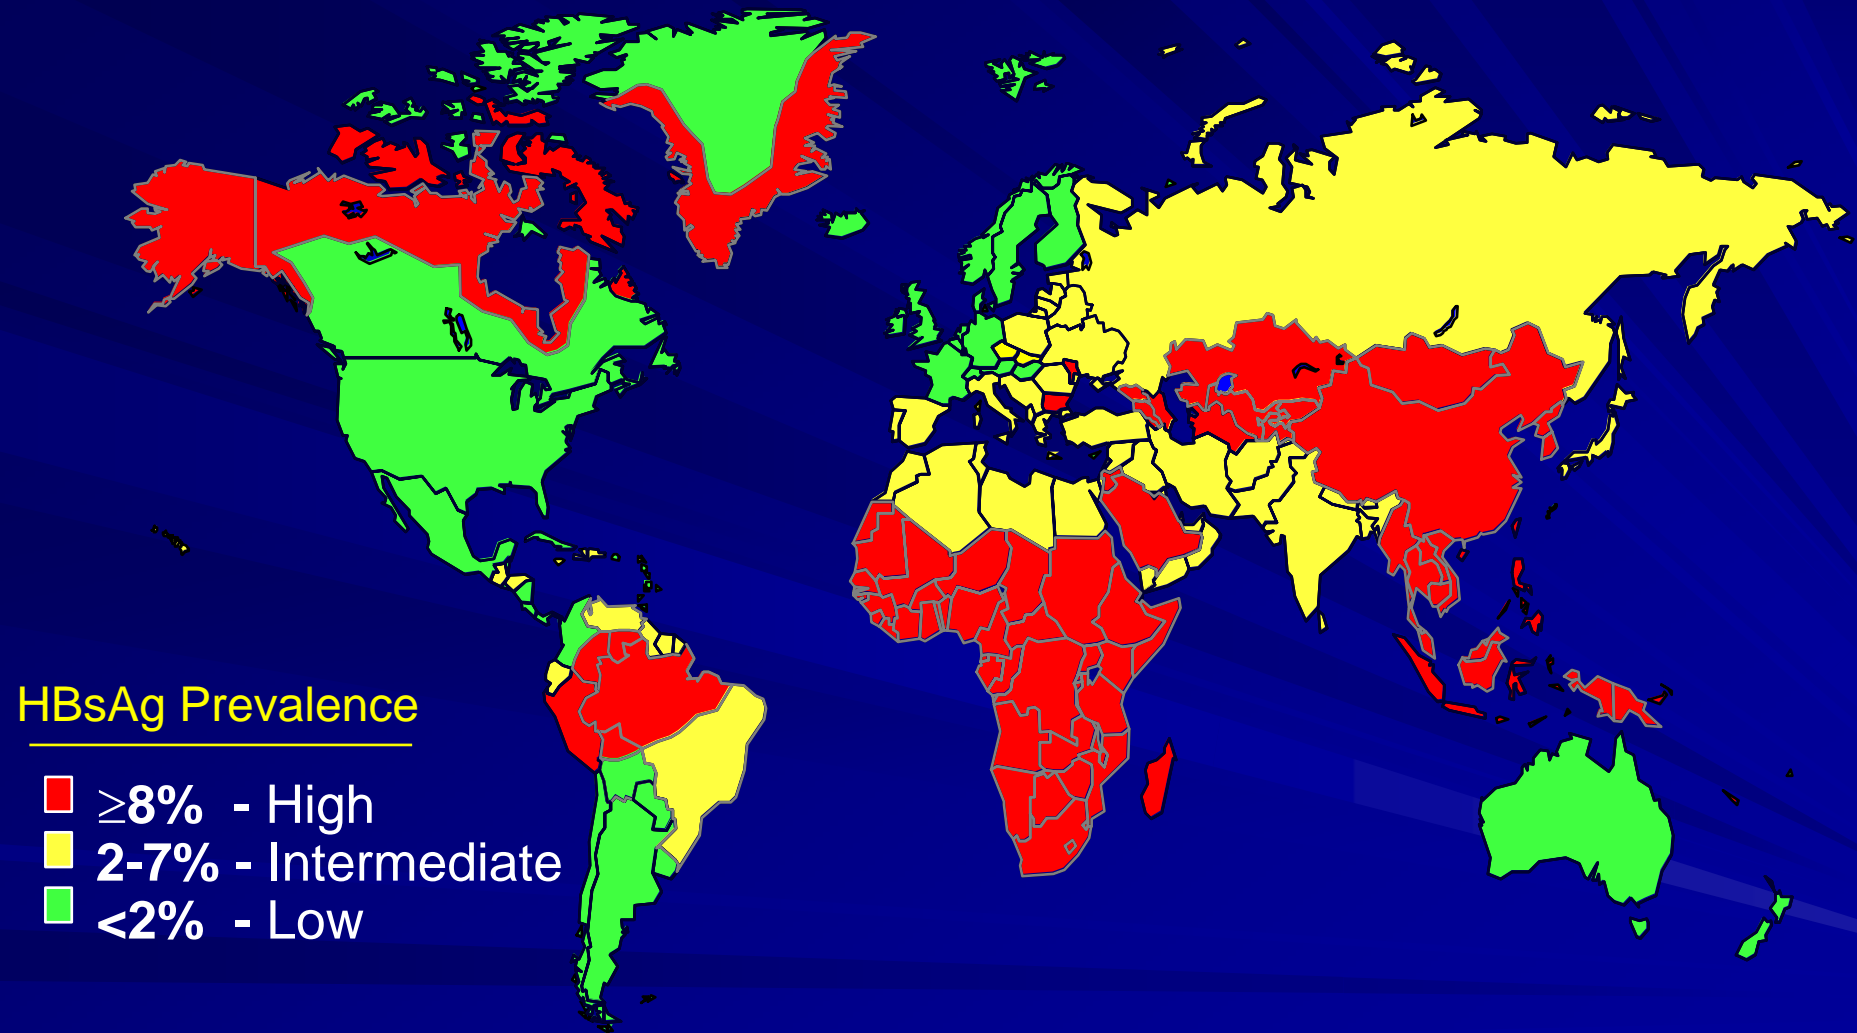 HBsAg Prevalence
≥8% - High
2-7% - Intermediate
<2% - Low